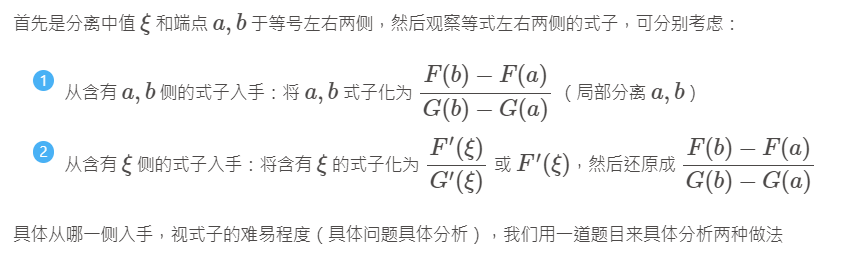 首先是分离中值 ξ 和端点 a, b 于等号左右两侧，然后观察等式左右两侧的式子，可分别考虑：
1 从含有 a, b 侧的式子入手：将 a, b 式子化为 \frac{F(b) − F(a)}{G(b) − G(a)} （局部分离 a, b）
2 从含有 ξ 侧的式子入手：将含有 ξ 的式子化为 \frac{F′(ξ)}{G′(ξ)} 或 F′(ξ)，然后还原成 \frac{F(b) − F(a)}{G(b) − G(a)}
具体从哪一侧入手，视式子的难易程度（具体问题具体分析），我们用一道题目来具体分析两种做法